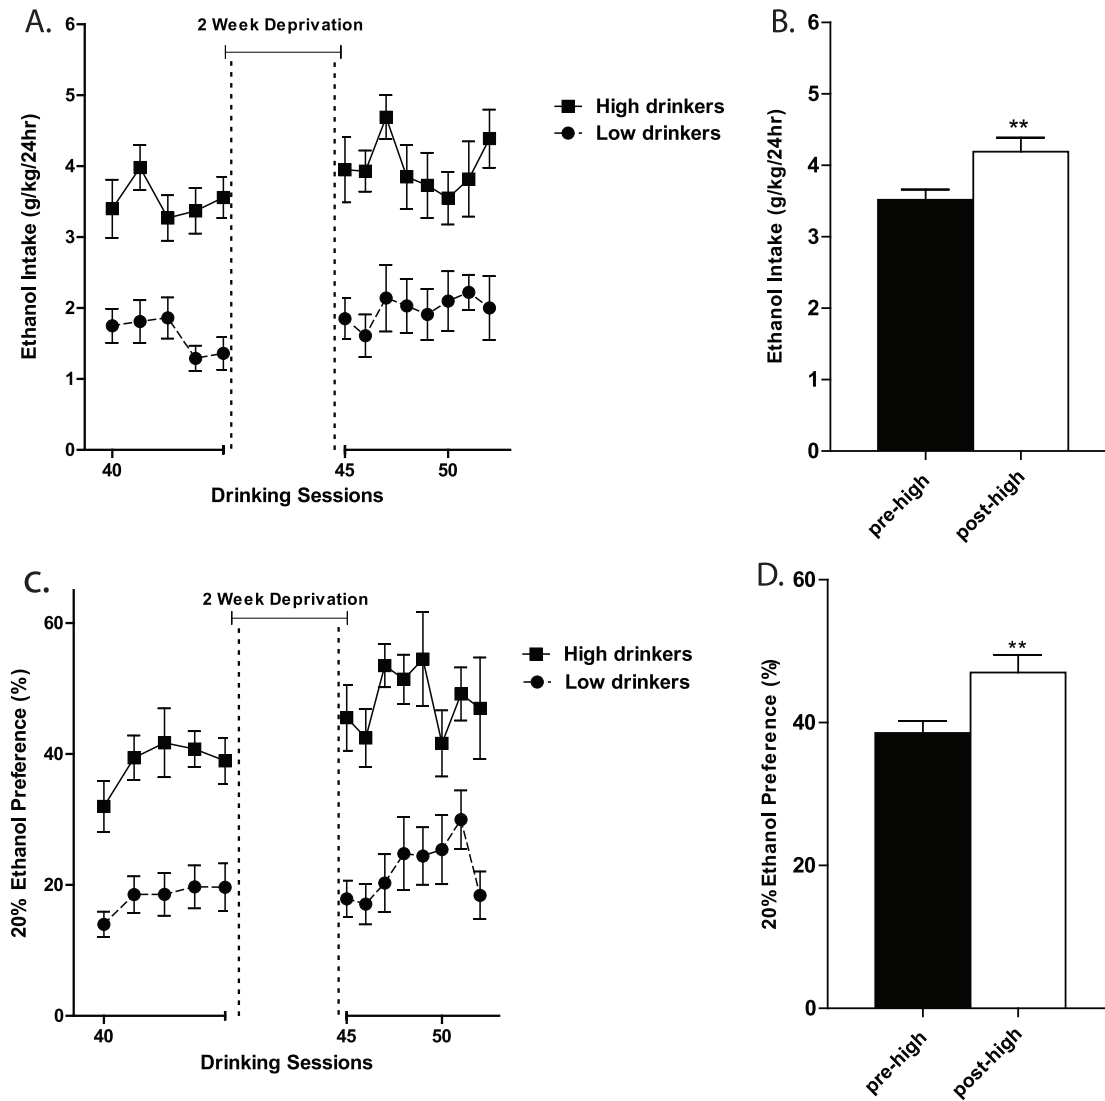 A.
2 Week Deprivation
Ethanol Intake (g/kg/24hr)
6
5
4
3
2
1
0
40
45
50
Drinking Sessions
High drinkers
Low drinkers
B.
Ethanol Intake (g/kg/24hr)
6
5
4
3
2
1
0
**
pre-high
post-high
C.
2 Week Deprivation
20% Ethanol Preference (%)
60
40
20
0
40
45
50
Drinking Sessions
High drinkers
Low drinkers
D.
20% Ethanol Preference (%)
60
40
20
0
**
pre-high
post-high